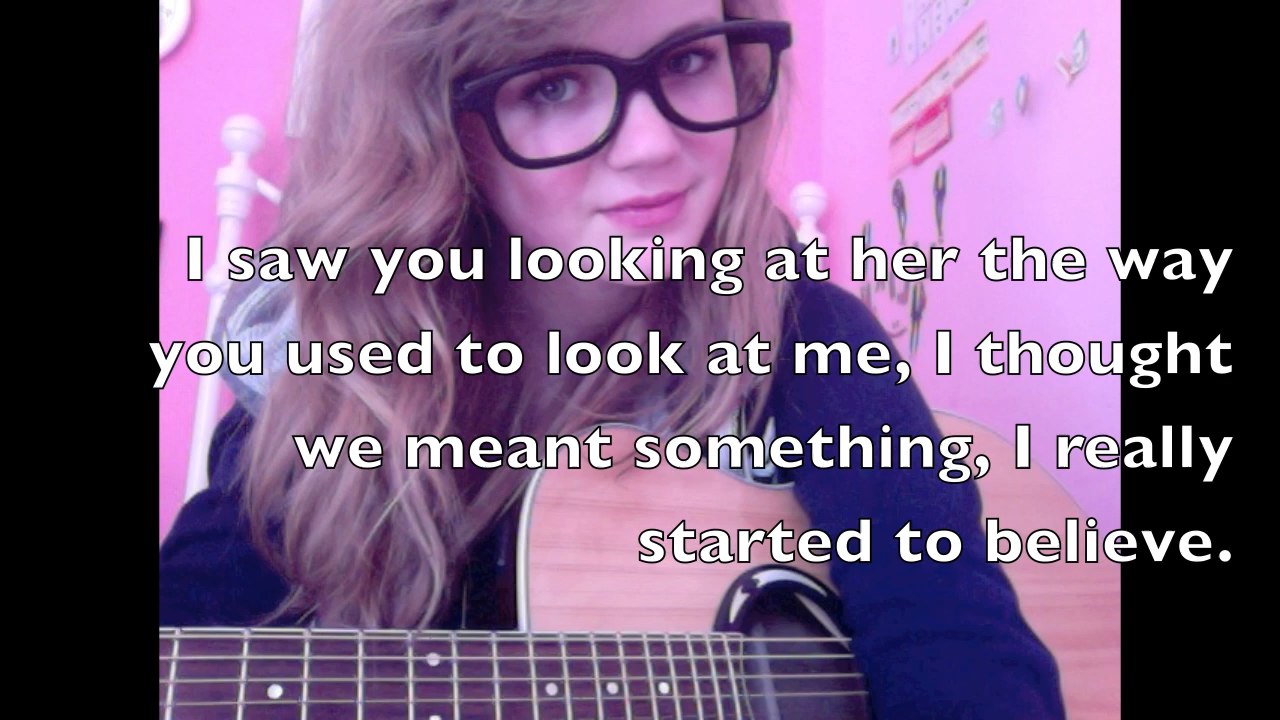 I saw you looking at her the way
you used to look at me, I thought
we meant something, I really
started to believe.